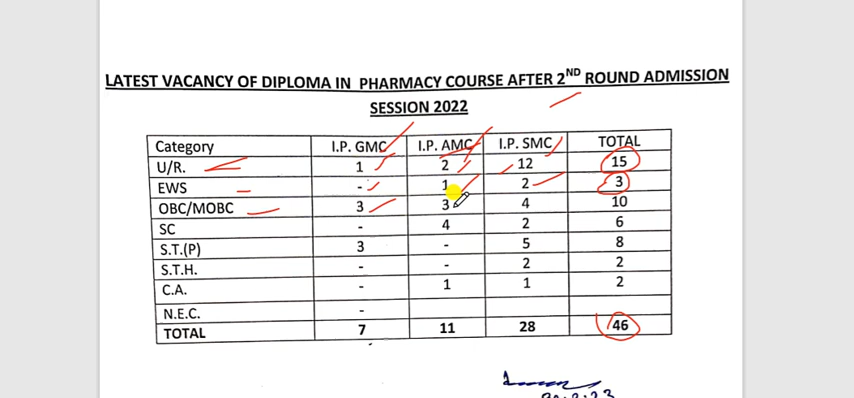 LATEST VACANCY OF DIPLOMA IN PHARMACY COURSE AFTER 2ND ROUND ADMISSION
SESSION 2022
Category I.P. GMC I.P. AMC I.P. SMC TOTAL
U/R. 1 2 12 15
EWS - 1 2 3
OBC/MOBC 3 3 4 10
SC - 4 2 6
S.T.(P) 3 - 5 8
S.T.H. - - 2 2
C.A. - 1 1 2
N.E.C. -
TOTAL 7 11 28 46